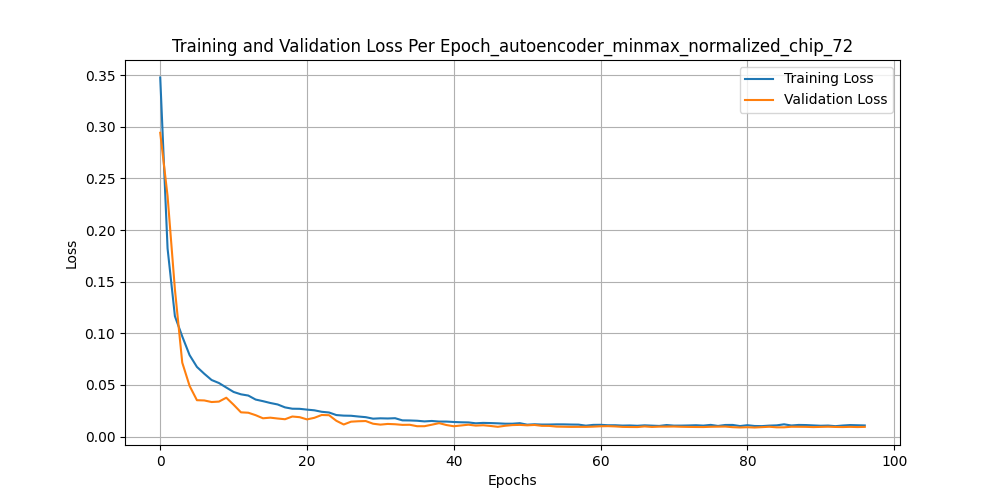 Training and Validation Loss Per Epoch_autoencoder_minmax_normalized_chip_72
Training Loss
Validation Loss
Loss
0.35
0.30
0.25
0.20
0.15
0.10
0.05
0.00
0 20 40 60 80 100
Epochs